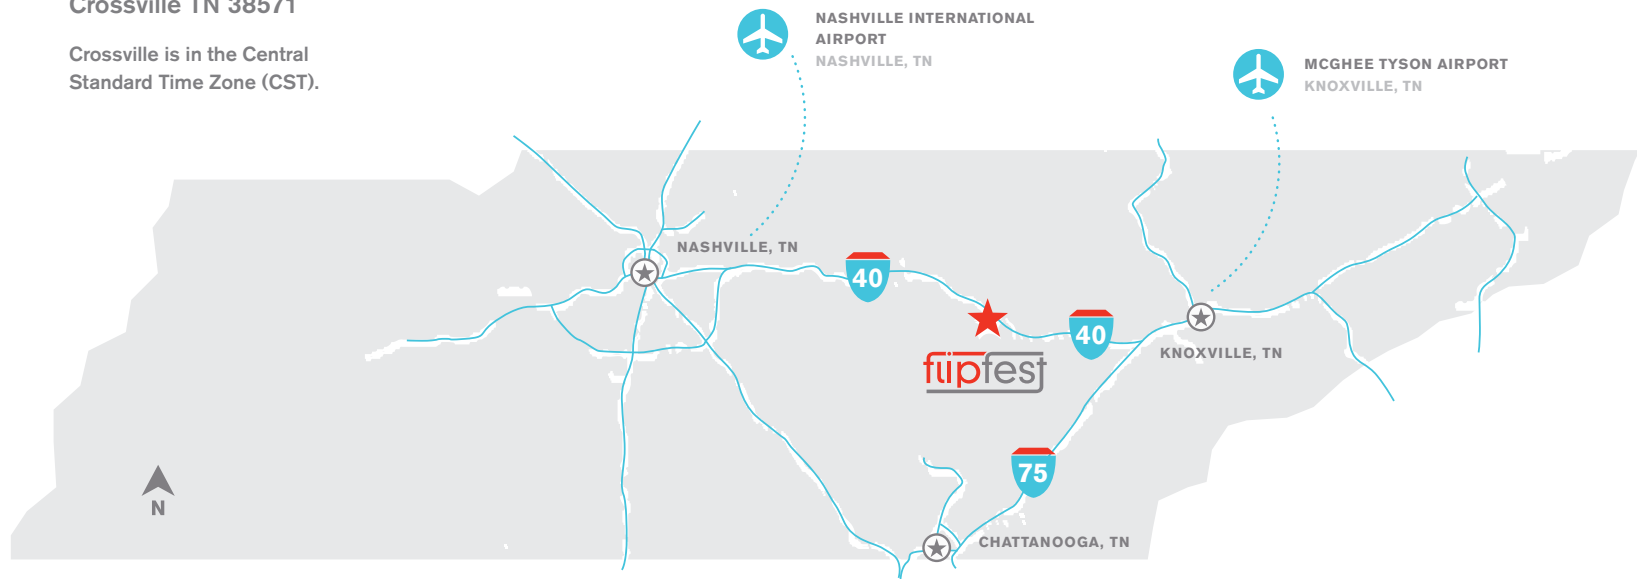 Crossville TN 38571
Crossville is in the Central
Standard Time Zone (CST).
NASHVILLE INTERNATIONAL
AIRPORT
NASHVILLE, TN
MCGHEE TYSON AIRPORT
KNOXVILLE, TN
NASHVILLE, TN
40
40
KNOXVILLE, TN
flipfest
75
N
CHATTANOOGA, TN